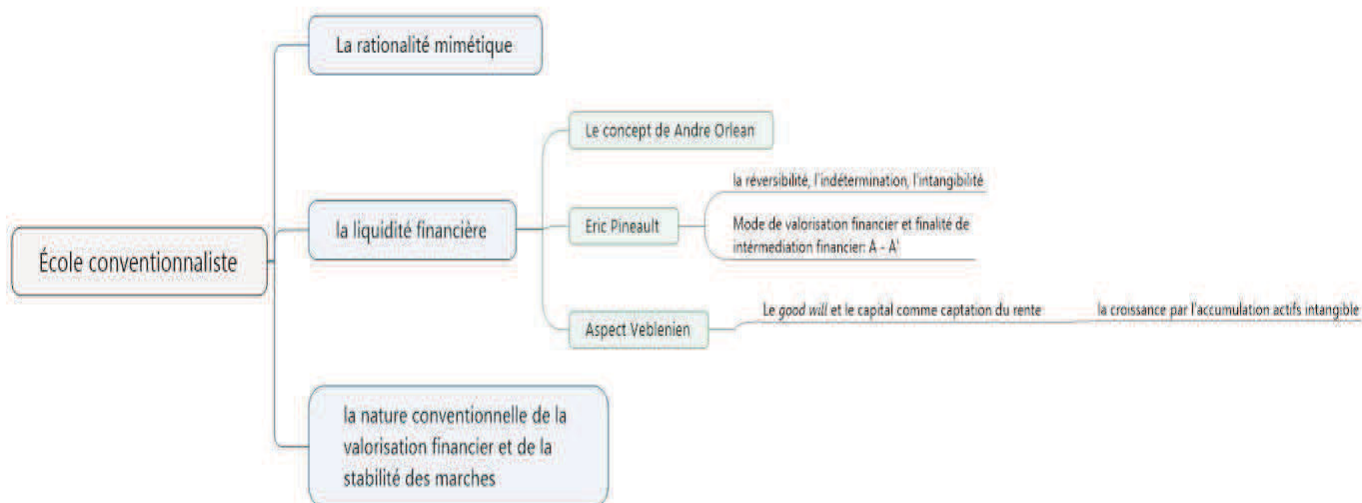 La rationalité mimétique
Le concept de Andre Orlean
la réversibilité, l'indétermination, l'intangibilité
École conventionnaliste
la liquidité financière
Eric Pineault
Mode de valorisation financier et finalité de
intérmediation financier: A - A'
Aspect Veblenien
Le good will et le capital comme captation du rente
la croissance par l'accumulation actifs intangible
la nature conventionnelle de la
valorisation financier et de la
stabilité des marches